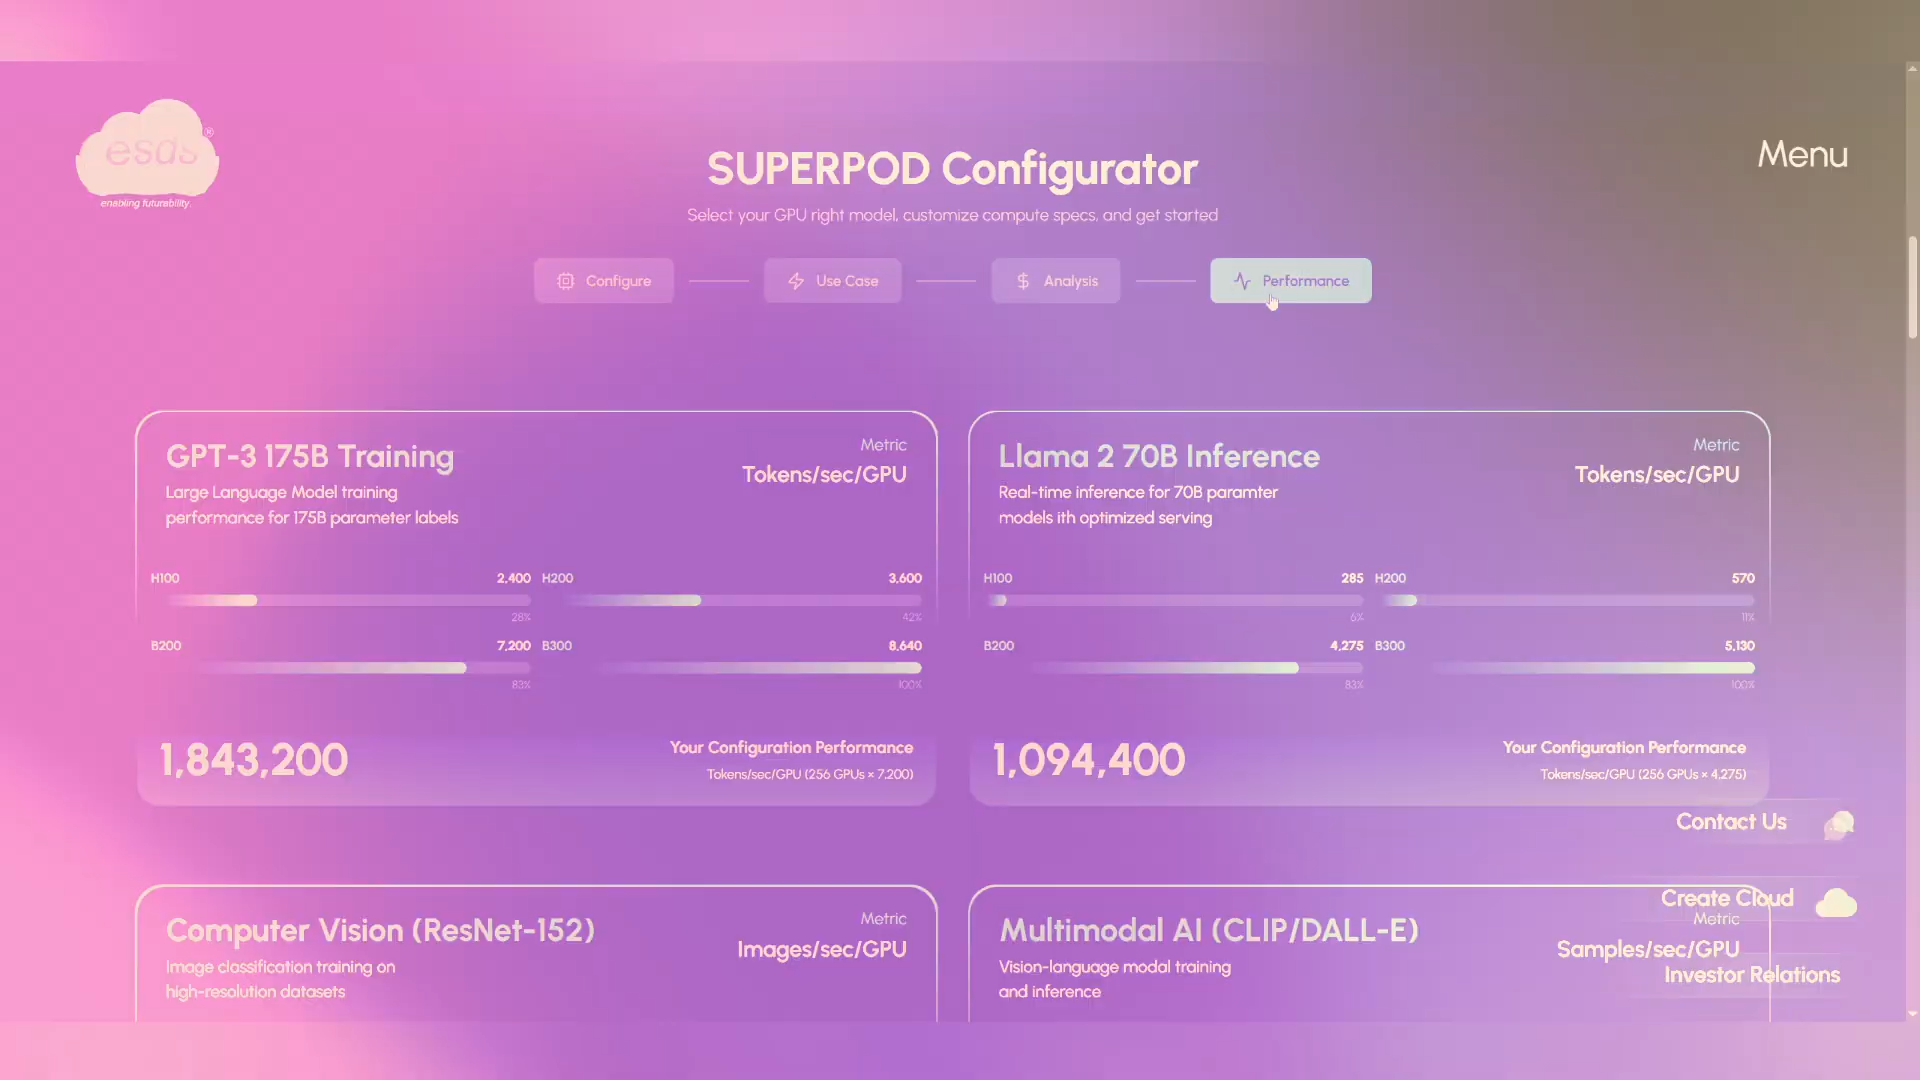 esds®
enabling futurability.
Menu
SUPERPOD Configurator
Select your GPU right model, customize compute specs, and get started
Configure
Use Case
Analysis
Performance
GPT-3 175B Training
Large Language Model training
performance for 175B parameter labels
Metric
Tokens/sec/GPU
H100 2,400
28%
H200 3,600
42%
B200 7,200
83%
B300 8,640
100%
1,843,200
Your Configuration Performance
Tokens/sec/GPU (256 GPUs × 7,200)
Llama 2 70B Inference
Real-time inference for 70B paramter
models ith optimized serving
Metric
Tokens/sec/GPU
H100 285
6%
H200 570
11%
B200 4,275
83%
B300 5,130
100%
1,094,400
Your Configuration Performance
Tokens/sec/GPU (256 GPUs × 4,275)
Contact Us
Create Cloud
Investor Relations
Computer Vision (ResNet-152)
Image classification training on
high-resolution datasets
Metric
Images/sec/GPU
Multimodal AI (CLIP/DALL-E)
Vision-language modal training
and inference
Metric
Samples/sec/GPU